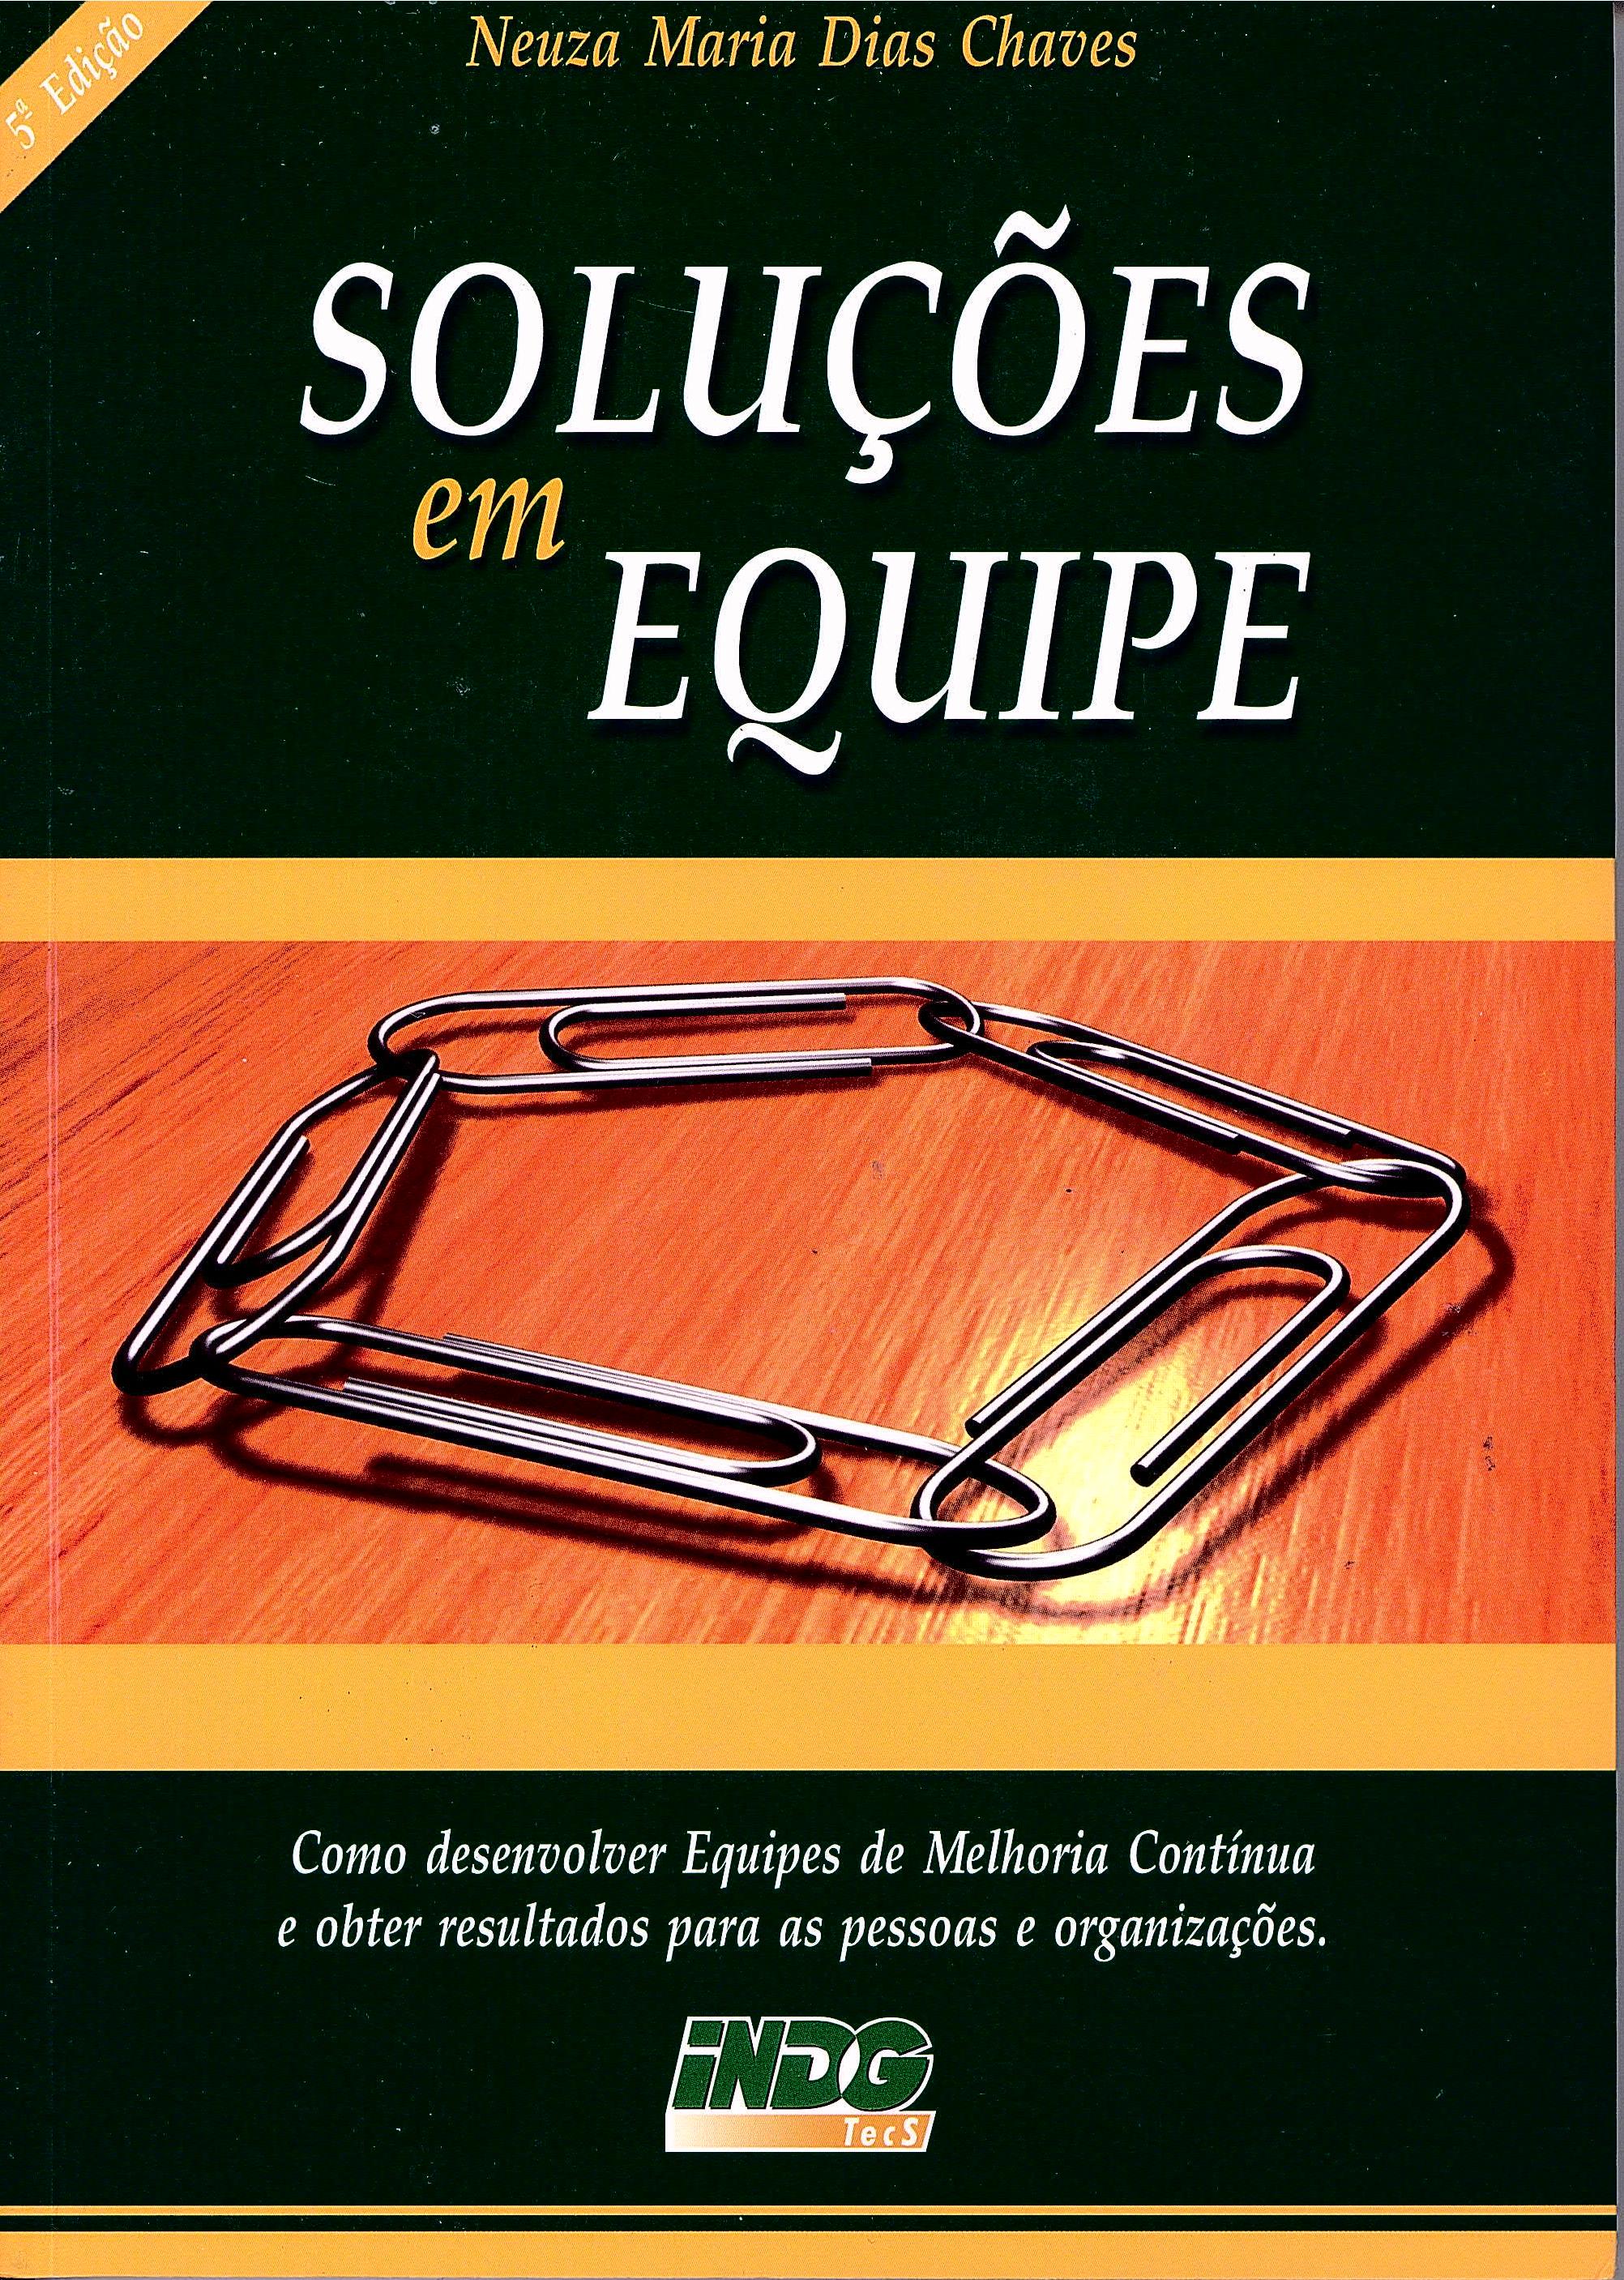 5ª Edição
Neuza Maria Dias Chaves
SOLUÇÕES
em
EQUIPE
Como desenvolver Equipes de Melhoria Contínua
e obter resultados para as pessoas e organizações.
INDG
TecS